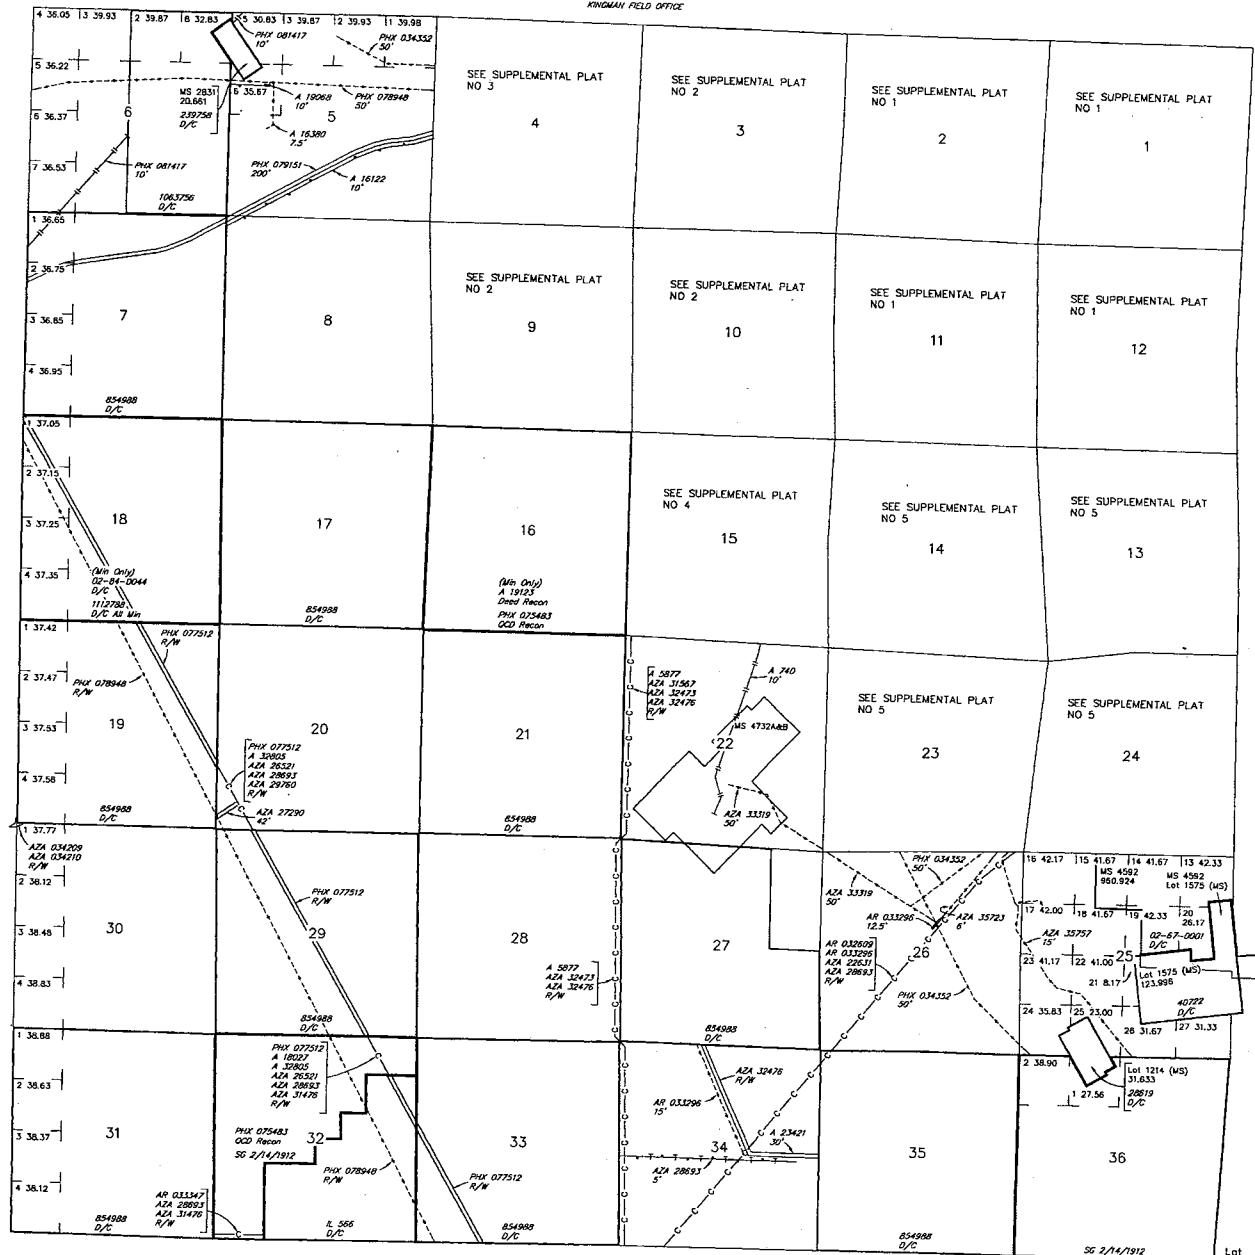 KINGMAN FIELD OFFICE
4 36.05
3 39.93
2 39.87
8 32.83
5 30.83
3 39.87
2 39.93
1 39.98
PHX 081417
10'
PHX 034352
50'
5 36.22
MS 2831
20.661
239758
D/C
6 35.67
A 19068
10'
PHX 078948
50'
6
5
6 36.37
A 16380
7.5'
7 36.53
PHX 081417
10'
PHX 079151
200'
A 16122
10'
1063756
D/C
SEE SUPPLEMENTAL PLAT
NO 3
4
SEE SUPPLEMENTAL PLAT
NO 2
3
SEE SUPPLEMENTAL PLAT
NO 1
2
SEE SUPPLEMENTAL PLAT
NO 1
1
1 36.65
2 36.75
3 36.85
4 36.95
7
854988
D/C
8
SEE SUPPLEMENTAL PLAT
NO 2
9
SEE SUPPLEMENTAL PLAT
NO 2
10
SEE SUPPLEMENTAL PLAT
NO 1
11
SEE SUPPLEMENTAL PLAT
NO 1
12
1 37.05
2 37.15
3 37.25
4 37.35
18
(Min Only)
02-84-0044
D/C
1112788
D/C All Min
17
854988
D/C
16
(Min Only)
A 19123
Deed Recon
PHX 075483
QCD Recon
SEE SUPPLEMENTAL PLAT
NO 4
15
SEE SUPPLEMENTAL PLAT
NO 5
14
SEE SUPPLEMENTAL PLAT
NO 5
13
1 37.42
2 37.47
3 37.53
4 37.58
PHX 077512
R/W
PHX 078948
R/W
19
854988
D/C
20
PHX 077512
A 32805
AZA 26521
AZA 28693
AZA 29760
R/W
AZA 27290
42'
21
854988
D/C
A 5877
AZA 31567
AZA 32473
AZA 32476
R/W
A 740
10'
MS 4732A&B
22
AZA 33319
50'
SEE SUPPLEMENTAL PLAT
NO 5
23
SEE SUPPLEMENTAL PLAT
NO 5
24
1 37.77
AZA 034209
AZA 034210
R/W
2 38.12
3 38.48
4 38.83
30
PHX 077512
R/W
29
854988
D/C
28
A 5877
AZA 32473
AZA 32476
R/W
27
854988
D/C
AZA 33319
50'
PHX 034352
50'
AR 033296
12.5'
AZA 35723
6'
AR 032609
AR 033296
AZA 22631
AZA 28693
R/W
26
PHX 034352
50'
16 42.17
15 41.67
14 41.67
13 42.33
MS 4592
960.924
MS 4592
Lot 1575 (MS)
17 42.00
18 41.67
19 42.33
20
26.17
AZA 35757
15'
02-67-0001
D/C
23 41.17
22 41.00
25
21 8.17
Lot 1575 (MS)
123.996
40722
D/C
24 35.83
25 23.00
26 31.67
27 31.33
1 38.88
2 38.63
3 38.37
4 38.12
31
854988
D/C
PHX 077512
A 18027
A 32805
AZA 26521
AZA 28693
AZA 31476
R/W
PHX 075483
QCD Recon
SG 2/14/1912
32
PHX 078948
R/W
AR 033347
AZA 28693
AZA 31476
R/W
IL 566
D/C
33
PHX 077512
R/W
854988
D/C
AZA 32476
R/W
AR 033296
15'
A 23421
30'
34
AZA 28693
5'
35
854988
D/C
2 38.90
1 27.56
Lot 1214 (MS)
31.633
28619
D/C
36
SG 2/14/1912
Lot